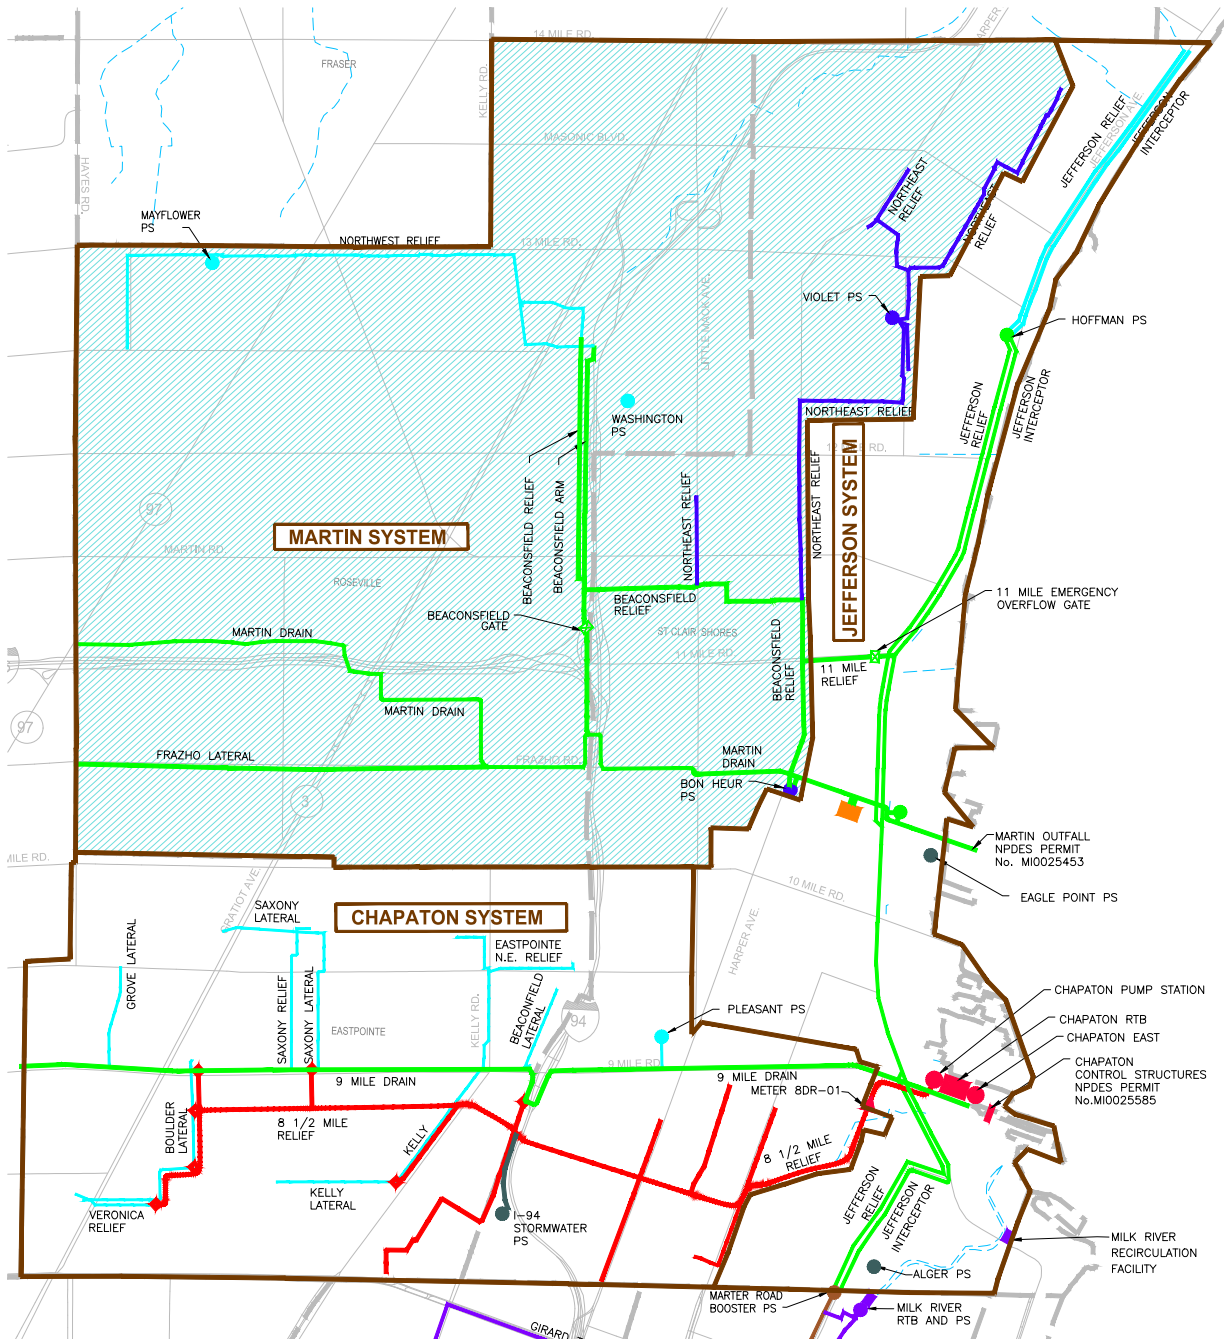 14 MILE RD.
FRASER
KELLY RD.
HARPER
MASONIC BLVD.
HAYES RD.
JEFFERSON RELIEF
JEFFERSON AVE.
JEFFERSON
INTERCEPTOR
NORTHEAST
RELIEF
NORTHEAST
RELIEF
MAYFLOWER
PS
NORTHWEST RELIEF
13 MILE RD.
LITTLE MACK AVE.
VIOLET PS
HOFFMAN PS
WASHINGTON
PS
NORTHEAST RELIEF
JEFFERSON
RELIEF
JEFFERSON
INTERCEPTOR
12 MILE RD.
97
MARTIN SYSTEM
MARTIN RD.
ROSEVILLE
BEACONSFIELD RELIEF
BEACONSFIELD ARM
NORTHEAST RELIEF
NORTHEAST RELIEF
JEFFERSON SYSTEM
11 MILE EMERGENCY
OVERFLOW GATE
BEACONSFIELD
RELIEF
BEACONSFIELD
GATE
MARTIN DRAIN
ST CLAIR SHORES
11 MILE RD.
BEACONSFIELD
RELIEF
11 MILE
RELIEF
97
MARTIN DRAIN
FRAZHO LATERAL
FRAZHO RD.
MARTIN
DRAIN
BON HEUR
PS
3
MARTIN OUTFALL
NPDES PERMIT
No. MI0025453
EAGLE POINT PS
MILE RD.
10 MILE RD.
GRATIOT AVE.
CHAPATON SYSTEM
HARPER AVE.
GROVE LATERAL
SAXONY
LATERAL
SAXONY RELIEF
SAXONY LATERAL
EASTPOINTE
N.E. RELIEF
KELLY RD.
BEACONFIELD
LATERAL
EASTPOINTE
94
PLEASANT PS
CHAPATON PUMP STATION
CHAPATON RTB
CHAPATON EAST
CHAPATON
CONTROL STRUCTURES
NPDES PERMIT
No.MI0025585
9 MILE RD.
9 MILE DRAIN
9 MILE DRAIN
METER 8DR-01
BOULDER
LATERAL
8 1/2 MILE
RELIEF
KELLY
8 1/2 MILE
RELIEF
KELLY
LATERAL
VERONICA
RELIEF
I-94
STORMWATER
PS
JEFFERSON
RELIEF
JEFFERSON
INTERCEPTOR
MILK RIVER
RECIRCULATION
FACILITY
ALGER PS
MARTER ROAD
BOOSTER PS
MILK RIVER
RTB AND PS
GIRARD